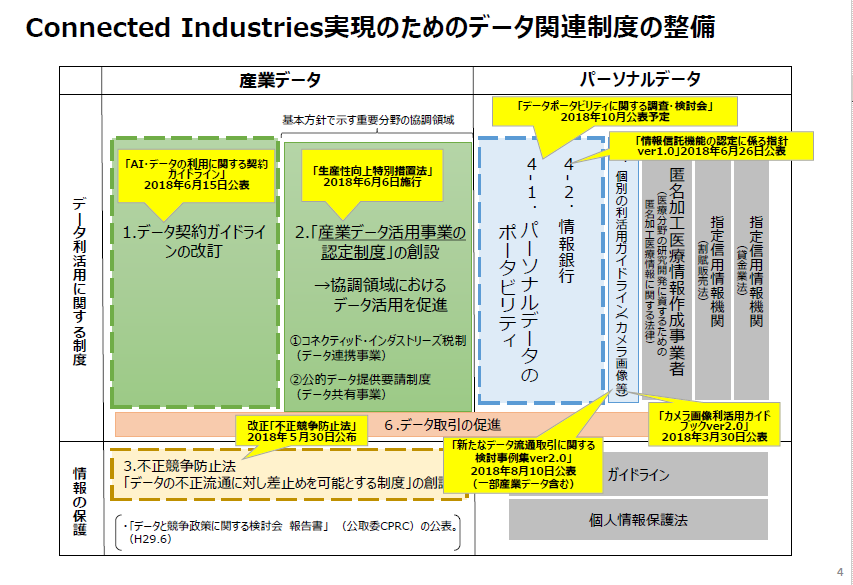 Connected Industries実現のためのデータ関連制度の整備
産業データ
パーソナルデータ
データ利活用に関する制度
基本方針で示す重要分野の協調領域
「AI・データの利用に関する契約
ガイドライン」
2018年6月15日公表
1.データ契約ガイドライ
ンの改訂
「生産性向上特別措置法」
2018年6月6日施行
2.「産業データ活用事業の
認定制度」の創設
→協調領域における
データ活用を促進
①コネクティッド・インダストリーズ税制
（データ連携事業）
②公的データ提供要請制度
（データ共有事業）
「データポータビリティに関する調査・検討会」
2018年10月公表予定
「情報信託機能の認定に係る指針
ver1.0」2018年6月26日公表
4-1．パーソナルデータの
ポータビリティ
4-2．情報銀行
個別の利活用ガイドライン（カメラ画像等）
匿名加工医療情報作成事業者
（医療分野の研究開発に資するための
匿名加工医療情報に関する法律）
指定信用情報機関
（割賦販売法）
指定信用情報機関
（貸金業法）
６.データ取引の促進
改正「不正競争防止法」
2018年５月30日公布
「新たなデータ流通取引に関する
検討事例集ver2.0」
2018年8月10日公表
（一部産業データ含む）
「カメラ画像利活用ガイド
ブックver2.0」
2018年3月30日公表
情報の保護
3.不正競争防止法
「データの不正流通に対し差止めを可能とする制度」の創設
・「データと競争政策に関する検討会 報告書」（公取委CPRC）の公表。
（H29.6）
ガイドライン
個人情報保護法
4